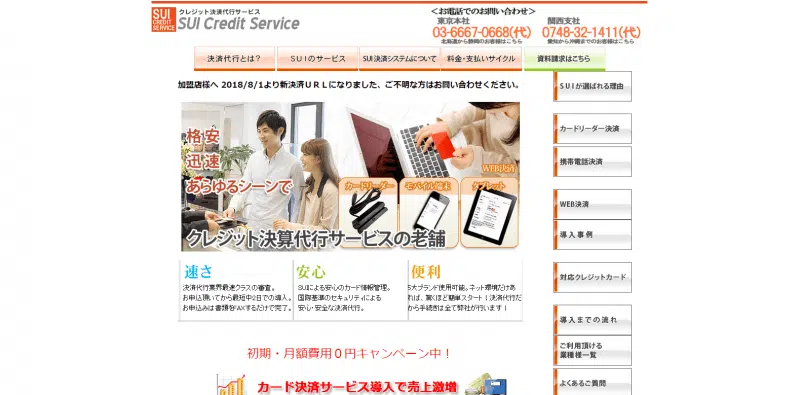 SUI CREDIT SERVICE
クレジット決済代行サービス
SUI Credit Service
＜お電話でのお問い合わせ＞
東京本社
03-6667-0668(代)
北海道から静岡のお客様はこちら
関西支社
0748-32-1411(代)
愛知から沖縄までのお客様はこちら
決済代行とは？
SUIのサービス
SUI決済システムについて
料金・支払いサイクル
資料請求はこちら
加盟店様へ 2018/8/1より新決済ＵＲＬになりました、ご不明な方はお問い合わせください。
格安
迅速
あらゆるシーンで
WEB決済
カードリーダー
モバイル端末
タブレット
クレジット決算代行サービスの老舗
速さ
決済代行業界最速クラスの審査。
お申込頂いてから最短中2日での導入。
お申込みは書類をFAXするだけで完了。
安心
SUIによる安心のカード情報管理。
国際基準のセキュリティによる
安心・安全な決済代行。
便利
5大ブランド使用可能。ネット環境だけあ
れば、驚くほど簡単スタート！決済代行だ
から手続きは全て弊社が行います！
初期・月額費用０円キャンペーン中！
カード決済サービス導入で売上激増
ＳＵＩが選ばれる理由
カードリーダー決済
携帯電話決済
WEB決済
導入事例
対応クレジットカード
導入までの流れ
ご利用頂ける
業種様一覧
よくあるご質問